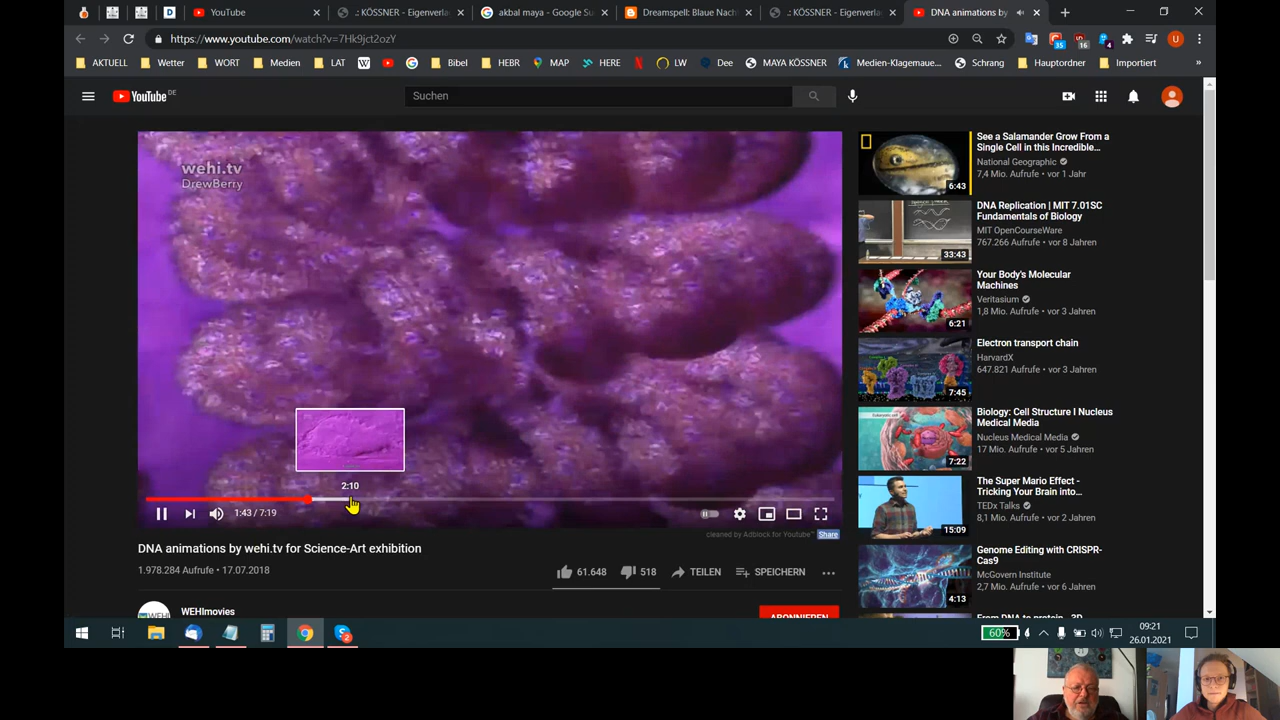 YouTube
.: KÖSSNER - Eigenverla
akbal maya - Google Su
Dreamspell: Blaue Nach
.: KÖSSNER - Eigenverla
DNA animations by
https://www.youtube.com/watch?v=7Hk9jct2ozY
35
16
4
U
AKTUELL
Wetter
WORT
Medien
LAT
W
Bibel
HEBR
MAP
HERE
LW
Dee
MAYA KÖSSNER
Medien-Klagemaue...
Schrang
Hauptordner
Importiert
»
YouTube DE
Suchen
wehi.tv
DrewBerry
2:10
1:43 / 7:19
cleaned by Adblock for Youtube™ Share
DNA animations by wehi.tv for Science-Art exhibition
1.978.284 Aufrufe • 17.07.2018
61.648
518
TEILEN
SPEICHERN
WEHI
WEHImovies
ABONNIEREN
6:43
See a Salamander Grow From a
Single Cell in this Incredible...
National Geographic
7,4 Mio. Aufrufe • vor 1 Jahr
33:43
DNA Replication | MIT 7.01SC
Fundamentals of Biology
MIT OpenCourseWare
767.266 Aufrufe • vor 8 Jahren
6:21
Your Body's Molecular
Machines
Veritasium
1,8 Mio. Aufrufe • vor 3 Jahren
7:45
Electron transport chain
HarvardX
647.821 Aufrufe • vor 3 Jahren
7:22
Biology: Cell Structure I Nucleus
Medical Media
Nucleus Medical Media
17 Mio. Aufrufe • vor 5 Jahren
15:09
The Super Mario Effect -
Tricking Your Brain into...
TEDx Talks
8,1 Mio. Aufrufe • vor 2 Jahren
4:13
Genome Editing with CRISPR-
Cas9
McGovern Institute
2,7 Mio. Aufrufe • vor 6 Jahren
From DNA to protein - 3D
2
60%
09:21
26.01.2021